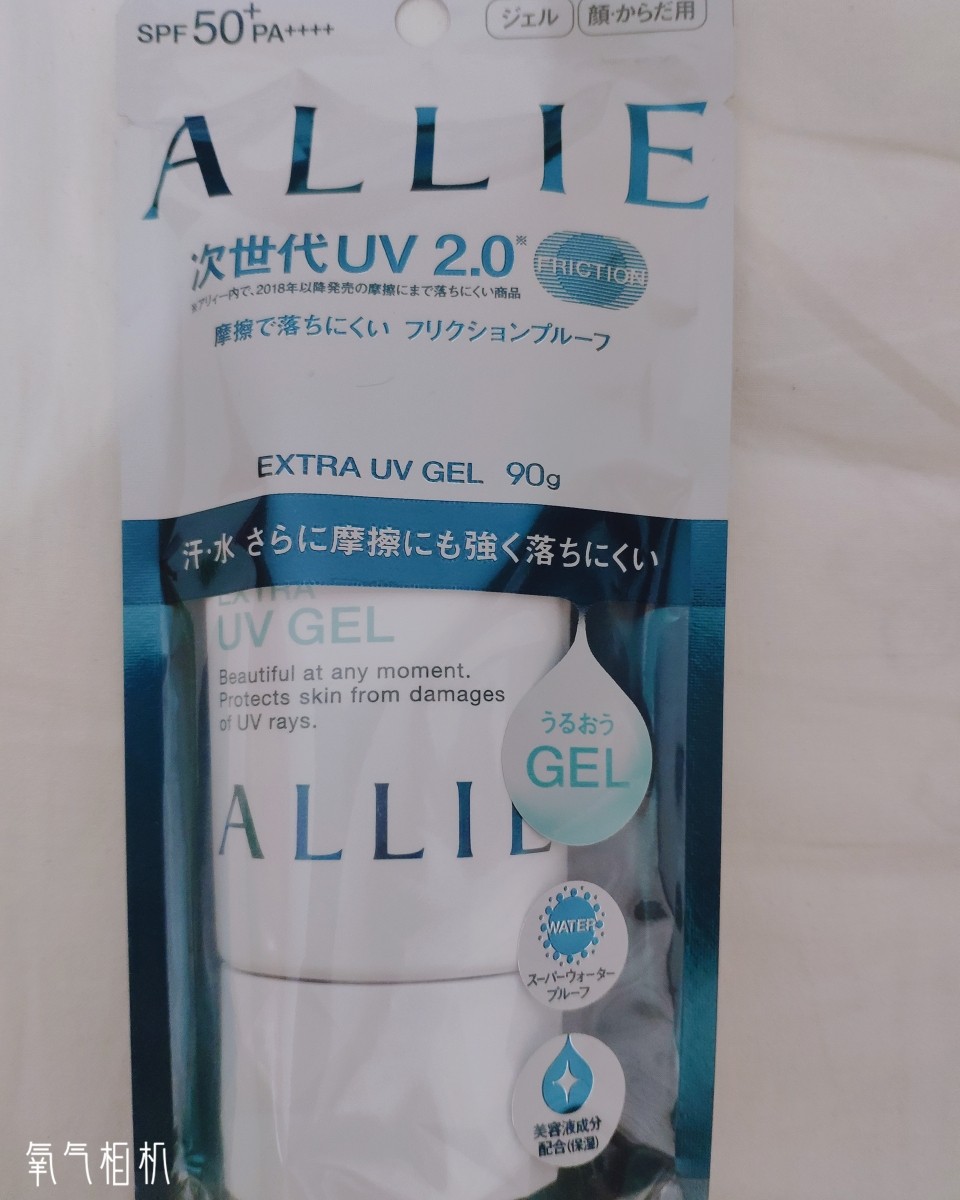 SPF 50+ PA++++
ジェル 顔・からだ用
ALLIE
次世代UV 2.0※
FRICTION
※アリィー内で、2018年以降発売の摩擦にまで落ちにくい商品
摩擦で落ちにくい フリクションプルーフ
EXTRA UV GEL 90g
汗・水 さらに摩擦にも強く落ちにくい
EXTRA
UV GEL
Beautiful at any moment.
Protects skin from damages
of UV rays.
うるおう
GEL
ALLIE
WATER
スーパーウォーター
プルーフ
美容液成分
配合(保湿)
氧气相机